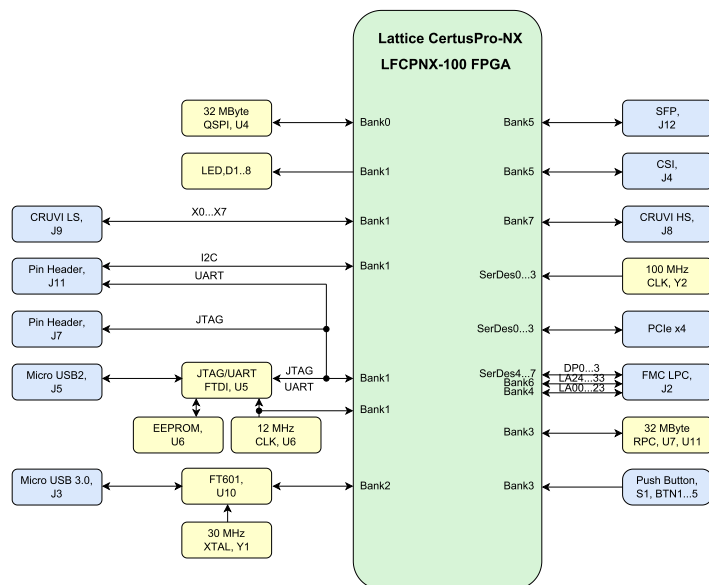 Lattice CertusPro-NX
LFCPNX-100 FPGA
32 MByte
QSPI, U4
Bank0
Bank5
SFP,
J12
LED,D1..8
Bank1
Bank5
CSI,
J4
CRUVI LS,
J9
X0...X7
Bank1
Bank7
CRUVI HS,
J8
Pin Header,
J11
I2C
UART
Bank1
SerDes0...3
100 MHz
CLK, Y2
Pin Header,
J7
JTAG
SerDes0...3
PCIe x4
Micro USB2,
J5
JTAG/UART
FTDI, U5
JTAG
UART
Bank1
SerDes4...7
Bank6
Bank4
DP0...3
LA24...33
LA00...23
FMC LPC,
J2
EEPROM,
U6
12 MHz
CLK, U6
Bank1
Bank3
32 MByte
RPC, U7, U11
Micro USB 3.0,
J3
FT601,
U10
Bank2
Bank3
Push Button,
S1, BTN1...5
30 MHz
XTAL, Y1